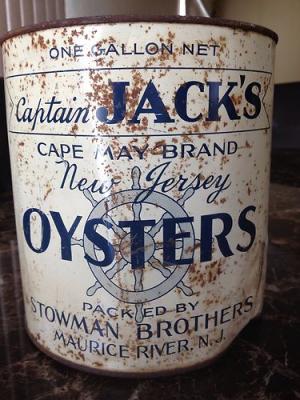 ONE GALLON NET
Captain JACK'S
CAPE MAY BRAND
New Jersey
OYSTERS
PACKED BY
STOWMAN BROTHERS
MAURICE RIVER, N.J.